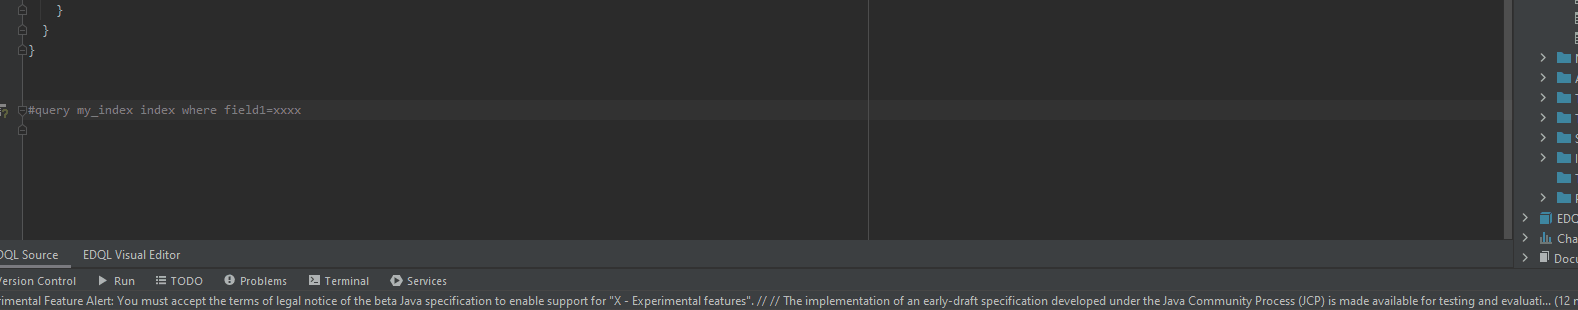 }
}
}
#query my_index index where field1=xxxx
EDQ
Cha
Docu
DQL Source EDQL Visual Editor
ersion Control Run TODO Problems Terminal Services
rimental Feature Alert: You must accept the terms of legal notice of the beta Java specification to enable support for "X - Experimental features". // // The implementation of an early-draft specification developed under the Java Community Process (JCP) is made available for testing and evaluati... (12 m